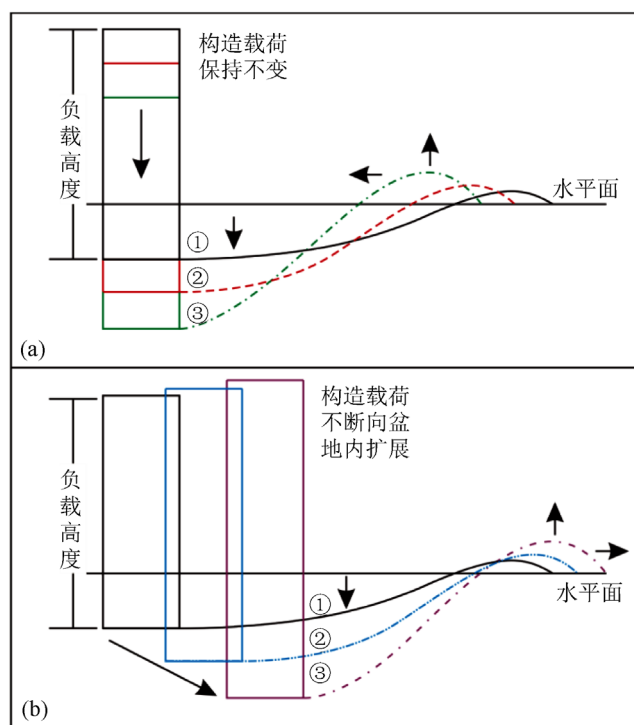 构造载荷
保持不变
负载高度
水平面
①
②
③
(a)
构造载荷
不断向盆
地内扩展
负载高度
①
水平面
②
③
(b)